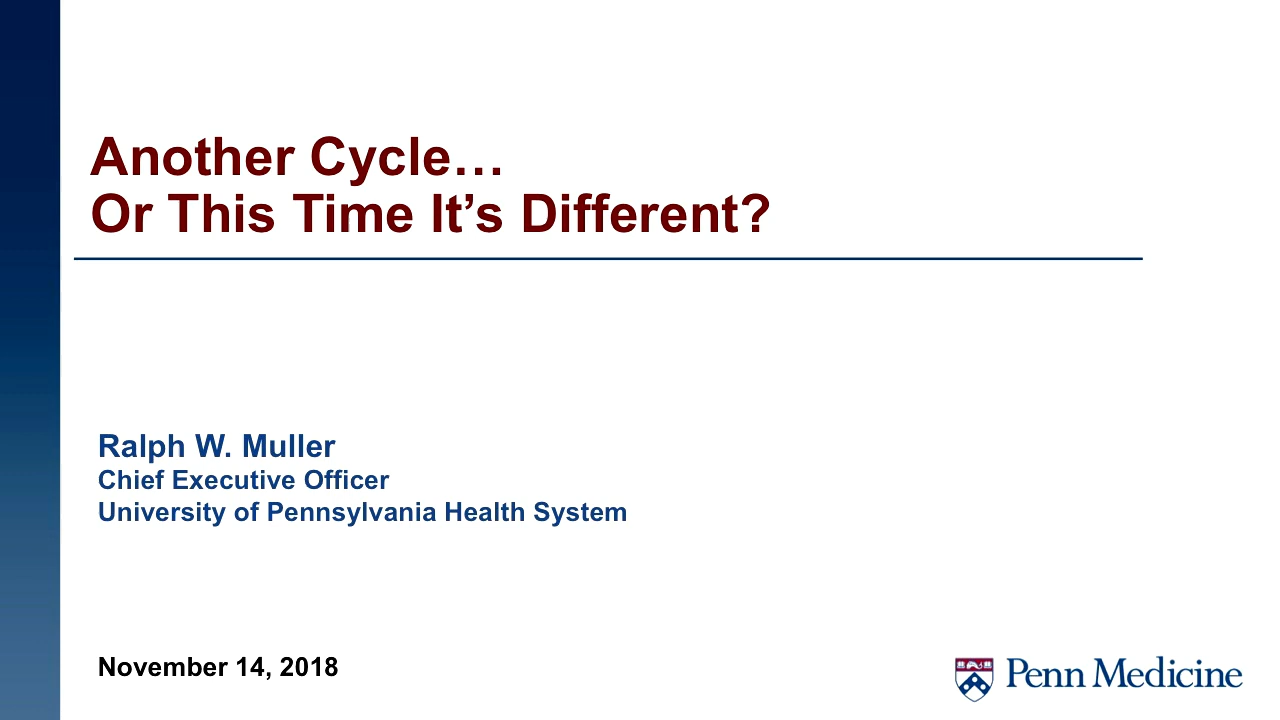 Another Cycle…
Or This Time It’s Different?
Ralph W. Muller
Chief Executive Officer
University of Pennsylvania Health System
November 14, 2018
Penn Medicine